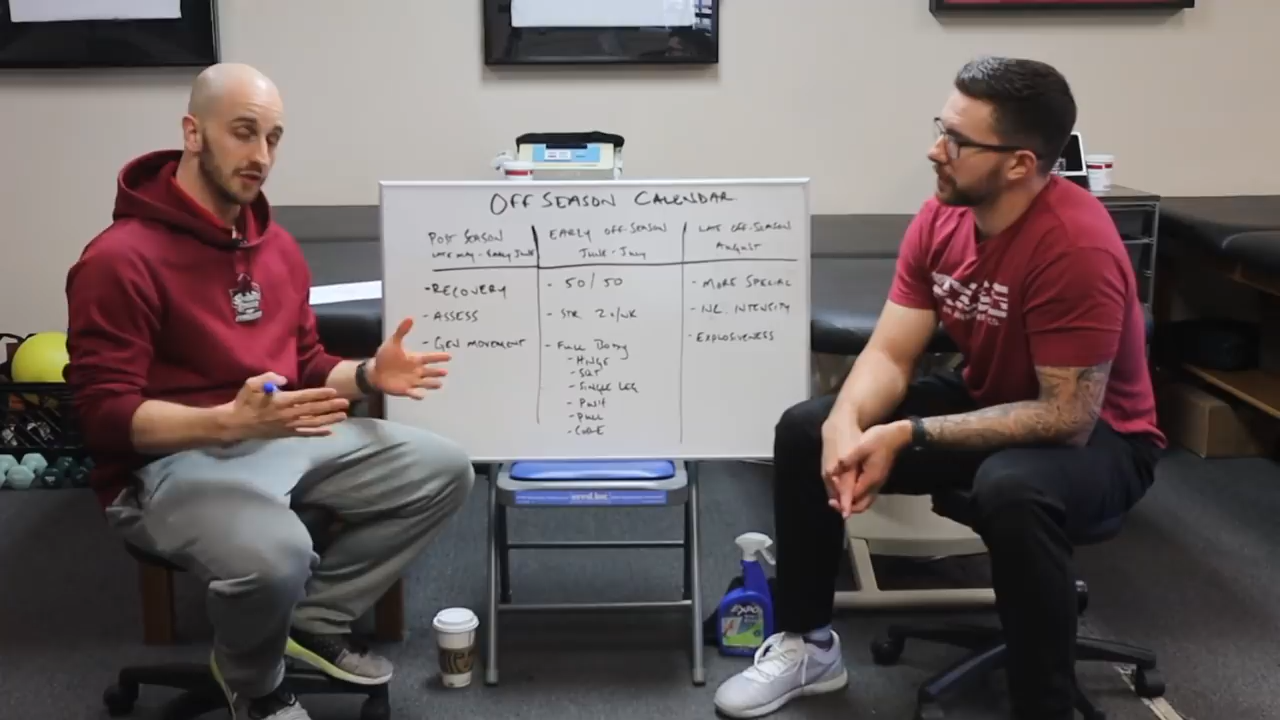 OFF SEASON CALENDAR
POST SEASON
LATE MAY - EARLY JUNE
- RECOVERY
- ASSESS
- GEN MOVEMENT
EARLY OFF-SEASON
JUNE - JULY
- 50/50
- STR 2x/WK
- FULL BODY
- HINGE
- SQT
- SINGLE LEG
- PUSH
- PULL
- CORE
LATE OFF-SEASON
AUGUST
- MORE SPECIAL
- INC. INTENSITY
- EXPLOSIVENESS
EXPO